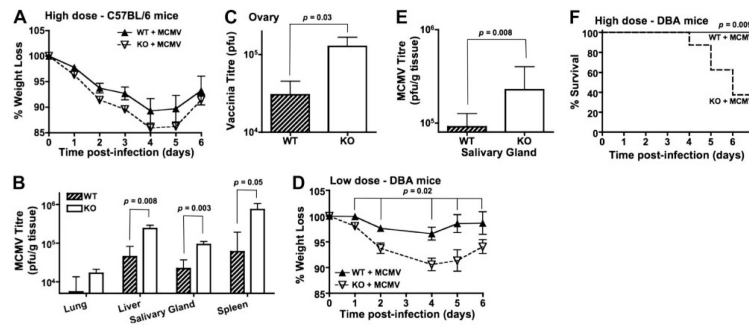 A High dose - C57BL/6 mice
WT + MCMV
KO + MCMV
% Weight Loss
100
95
90
85
0 1 2 3 4 5 6
Time post-infection (days)
B
WT
KO
MCMV Titre
(pfu/g tissue)
10⁶
10⁵
10⁴
p = 0.008
p = 0.003
p = 0.05
Lung Liver Salivary Gland Spleen
C Ovary
p = 0.03
Vaccinia Titre (pfu)
10⁵
10⁴
WT KO
D Low dose - DBA mice
p = 0.02
% Weight Loss
100
95
90
85
WT + MCMV
KO + MCMV
0 1 2 3 4 5 6
Time post-infection (days)
E
p = 0.008
MCMV Titre
(pfu/g tissue)
10⁶
10⁵
WT KO
Salivary Gland
F High dose - DBA mice
p = 0.009
WT + MCMV
% Survival
100
80
60
40
20
0
KO + MCMV
0 1 2 3 4 5 6
Time post-infection (days)